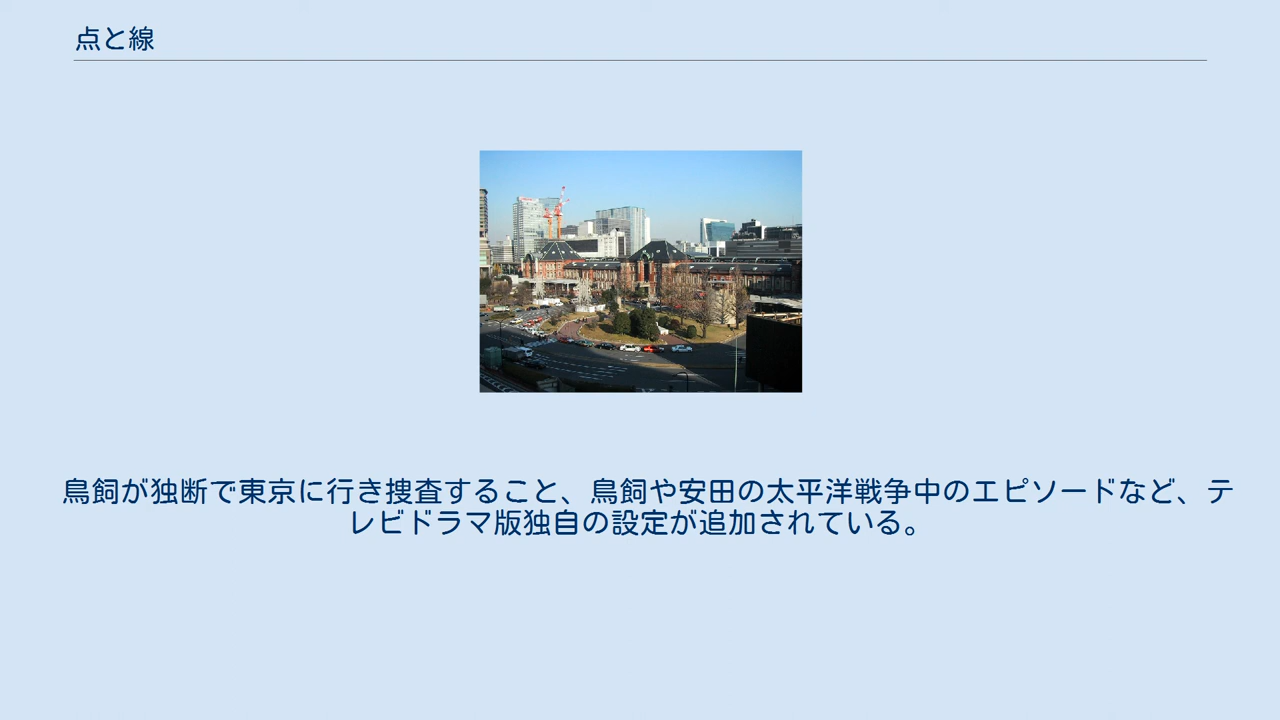 点と線
鳥飼が独断で東京に行き捜査すること、鳥飼や安田の太平洋戦争中のエピソードなど、テ
レビドラマ版独自の設定が追加されている。